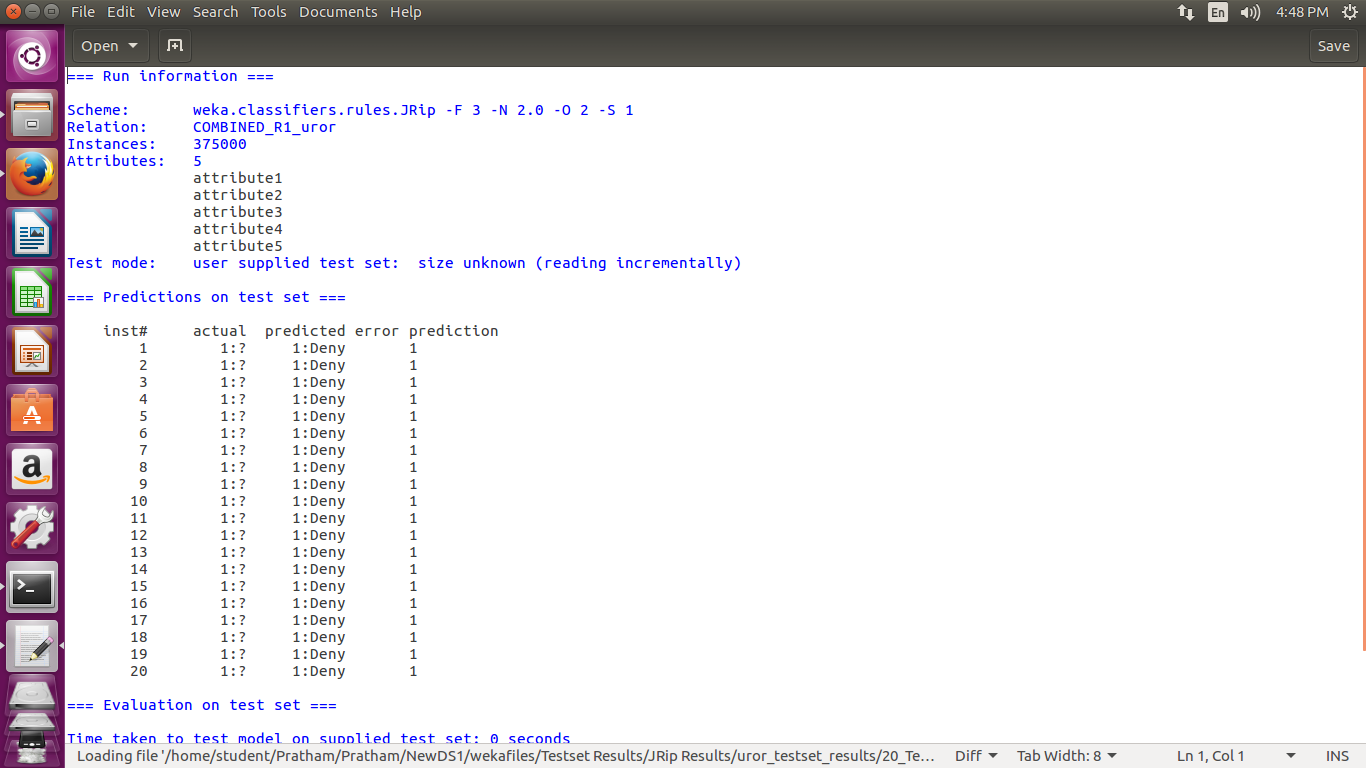 File Edit View Search Tools Documents Help En 4:48 PM
Open Save
=== Run information ===
Scheme: weka.classifiers.rules.JRip -F 3 -N 2.0 -O 2 -S 1
Relation: COMBINED_R1_uror
Instances: 375000
Attributes: 5
attribute1
attribute2
attribute3
attribute4
attribute5
Test mode: user supplied test set: size unknown (reading incrementally)
=== Predictions on test set ===
inst# actual predicted error prediction
1 1:? 1:Deny 1
2 1:? 1:Deny 1
3 1:? 1:Deny 1
4 1:? 1:Deny 1
5 1:? 1:Deny 1
6 1:? 1:Deny 1
7 1:? 1:Deny 1
8 1:? 1:Deny 1
9 1:? 1:Deny 1
10 1:? 1:Deny 1
11 1:? 1:Deny 1
12 1:? 1:Deny 1
13 1:? 1:Deny 1
14 1:? 1:Deny 1
15 1:? 1:Deny 1
16 1:? 1:Deny 1
17 1:? 1:Deny 1
18 1:? 1:Deny 1
19 1:? 1:Deny 1
20 1:? 1:Deny 1
=== Evaluation on test set ===
Time taken to test model on supplied test set: 0 seconds
Loading file '/home/student/Pratham/Pratham/NewDS1/wekafiles/Testset Results/JRip Results/uror_testset_results/20_Te... Diff Tab Width: 8 Ln 1, Col 1 INS